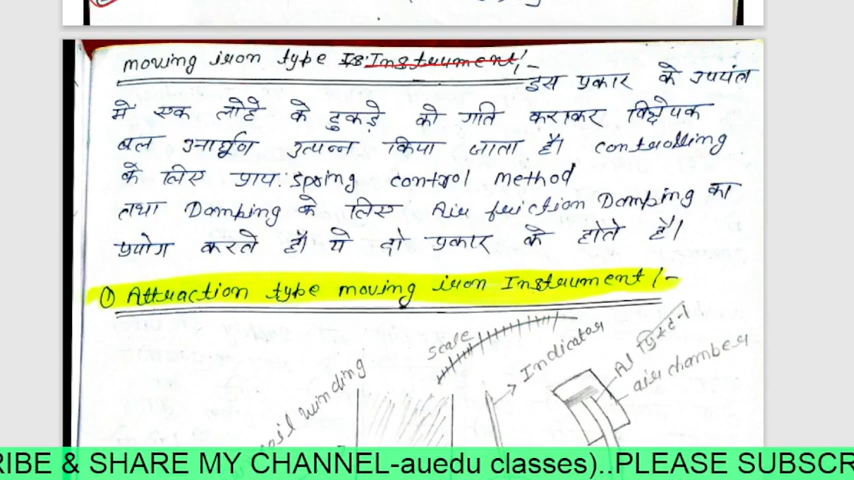 moving iron type Is Instrument/-
इस प्रकार के उपयंत्र
में एक लोहे के टुकड़े को गति कराकर विक्षेपक
बल आघूर्ण उत्पन्न किया जाता है। controlling
के लिए प्राय: spring control method
तथा Damping के लिए Air friction Damping का
प्रयोग करते हैं। ये दो प्रकार के होते हैं।
① Attraction type moving iron Instrument/-
scale
Indicator
Al पिस्टन
air chamber
coil winding
RIBE & SHARE MY CHANNEL-auedu classes)..PLEASE SUBSCR